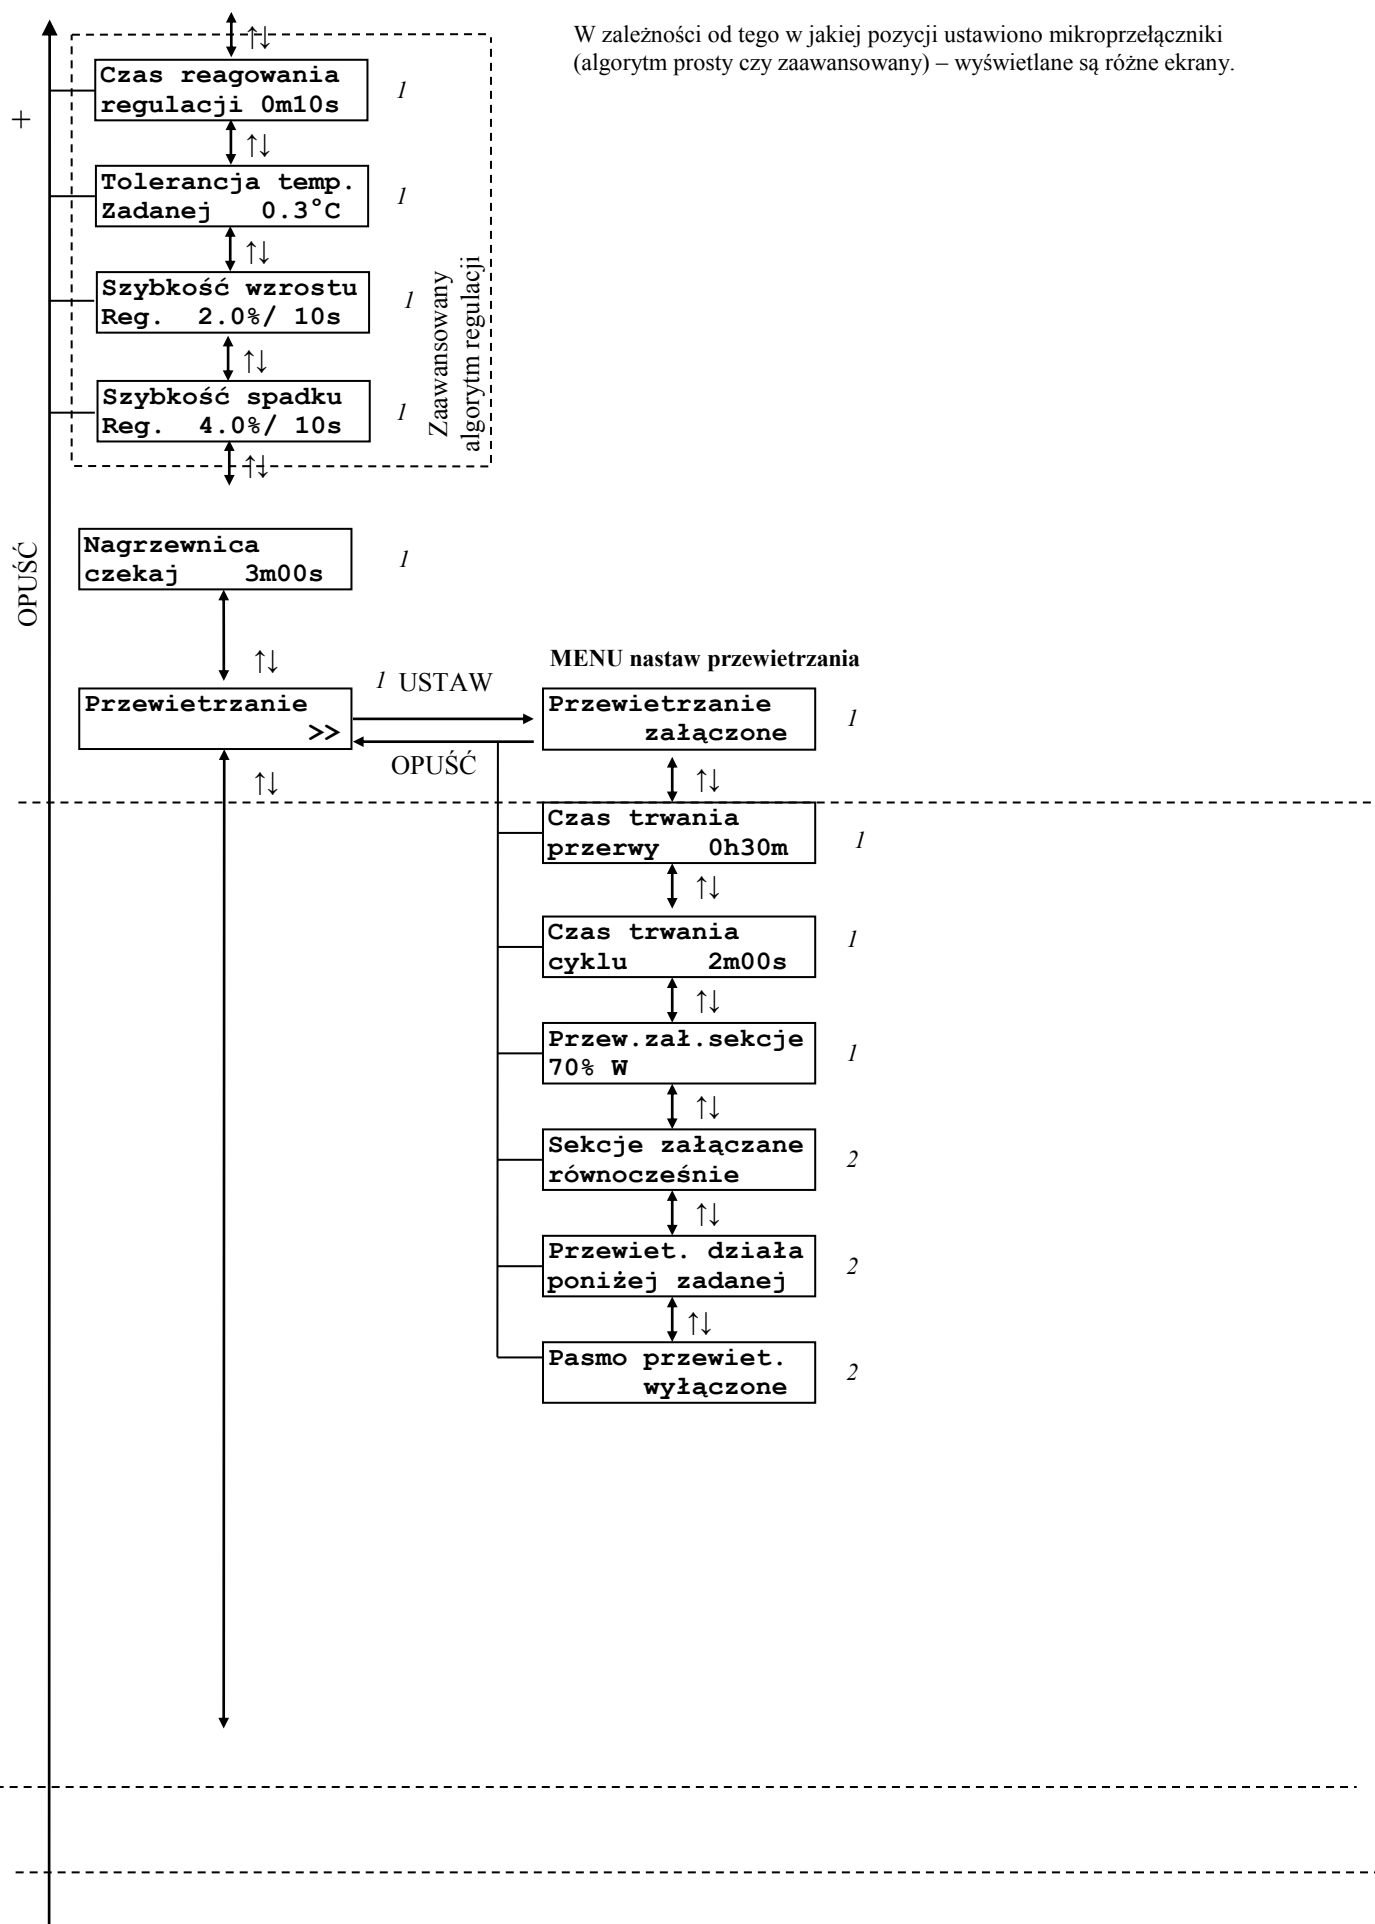 W zależności od tego w jakiej pozycji ustawiono mikroprzełączniki
(algorytm prosty czy zaawansowany) – wyświetlane są różne ekrany.
↑↓
Czas reagowania
regulacji 0m10s
1
+
↑↓
Tolerancja temp.
Zadanej 0.3°C
1
↑↓
Szybkość wzrostu
Reg. 2.0%/ 10s
1
↑↓
Szybkość spadku
Reg. 4.0%/ 10s
1
Zaawansowany
algorytm regulacji
↑↓
OPUŚĆ
Nagrzewnica
czekaj 3m00s
1
↑↓
Przewietrzanie
>>
1 USTAW
OPUŚĆ
↑↓
MENU nastaw przewietrzania
Przewietrzanie
załączone
1
↑↓
Czas trwania
przerwy 0h30m
1
↑↓
Czas trwania
cyklu 2m00s
1
↑↓
Przew.zał.sekcje
70% W
1
↑↓
Sekcje załączane
równocześnie
2
↑↓
Przewiet. działa
poniżej zadanej
2
↑↓
Pasmo przewiet.
wyłączone
2